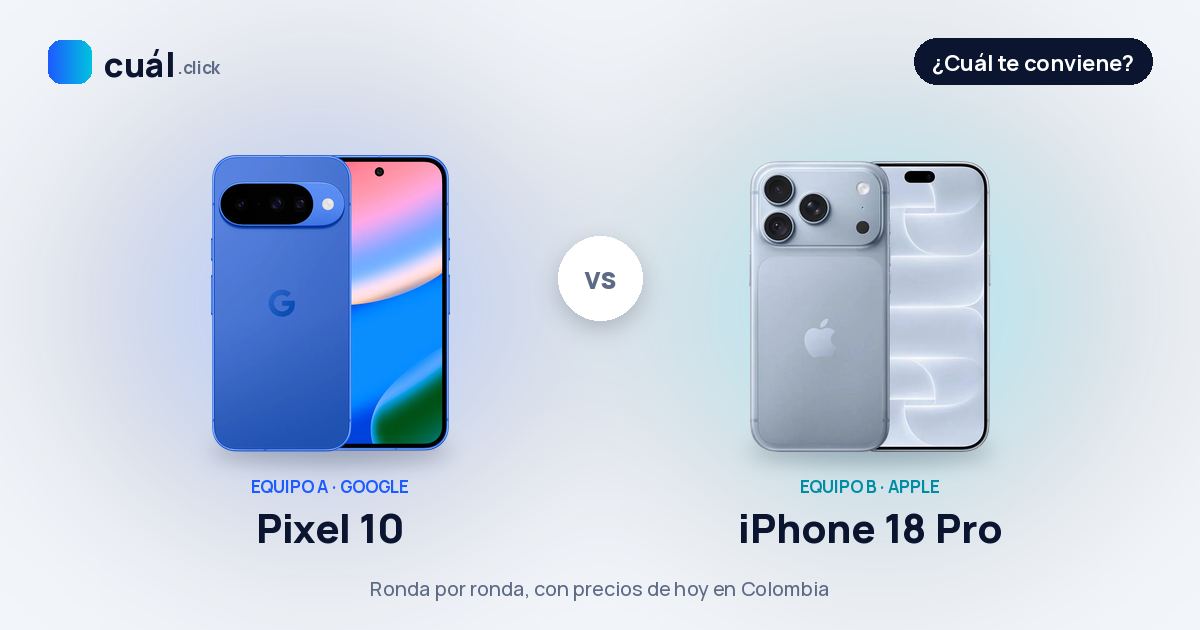 cuál.click
¿Cuál te conviene?
VS
EQUIPO A · GOOGLE
Pixel 10
EQUIPO B · APPLE
iPhone 18 Pro
Ronda por ronda, con precios de hoy en Colombia